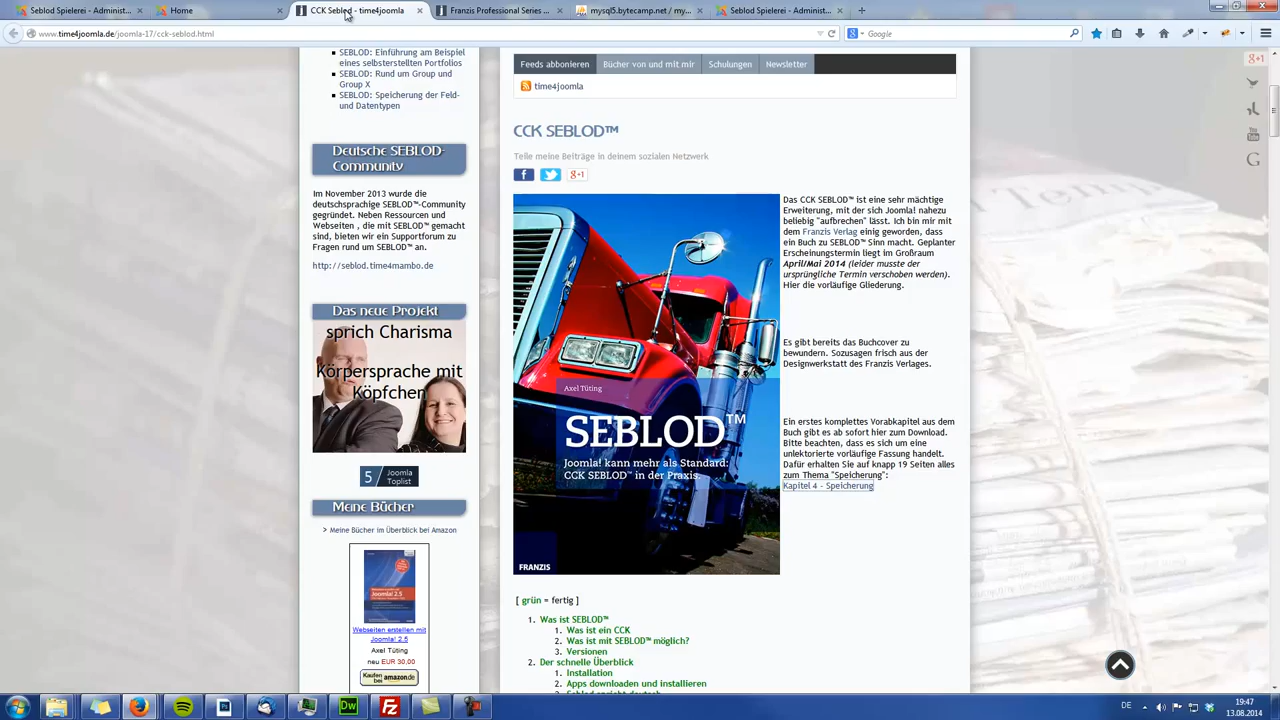 Seblod Spielerei - Administ...
Home
CCK Seblod - time4joomla
Franzis Professional Series ...
mysql5.bytecamp.net / my...
Seblod Spielerei - Administ...
www.time4joomla.de/joomla-17/cck-seblod.html
Google
SEBLOD: Einführung am Beispiel
eines selbsterstellten Portfolios
SEBLOD: Rund um Group und
Group X
SEBLOD: Speicherung der Feld-
und Datentypen
Deutsche SEBLOD-
Community
Im November 2013 wurde die
deutschsprachige SEBLOD™-Community
gegründet. Neben Ressourcen und
Webseiten , die mit SEBLOD™ gemacht
sind, bieten wir ein Supportforum zu
Fragen rund um SEBLOD™ an.
http://seblod.time4mambo.de
Das neue Projekt
sprich Charisma
Körpersprache mit
Köpfchen
5 Joomla
Toplist
Meine Bücher
> Meine Bücher im Überblick bei Amazon
Webseiten erstellen mit
Joomla! 2.5
Axel Tüting
neu EUR 30,00
Kaufen
bei amazon.de
Feeds abbonieren
Bücher von und mit mir
Schulungen
Newsletter
time4joomla
CCK SEBLOD™
Teile meine Beiträge in deinem sozialen Netzwerk
Axel Tüting
SEBLOD™
Joomla! kann mehr als Standard:
CCK SEBLOD™ in der Praxis.
FRANZIS
Das CCK SEBLOD™ ist eine sehr mächtige
Erweiterung, mit der sich Joomla! nahezu
beliebig "aufbrechen" lässt. Ich bin mir mit
dem Franzis Verlag einig geworden, dass
ein Buch zu SEBLOD™ Sinn macht. Geplanter
Erscheinungstermin liegt im Großraum
April/Mai 2014 (leider musste der
ursprüngliche Termin verschoben werden).
Hier die vorläufige Gliederung.
Es gibt bereits das Buchcover zu
bewundern. Sozusagen frisch aus der
Designwerkstatt des Franzis Verlages.
Ein erstes komplettes Vorabkapitel aus dem
Buch gibt es ab sofort hier zum Download.
Bitte beachten, dass es sich um eine
unlektorierte vorläufige Fassung handelt.
Dafür erhalten Sie auf knapp 19 Seiten alles
zum Thema "Speicherung":
Kapitel 4 - Speicherung
[ grün = fertig ]
1. Was ist SEBLOD™
1. Was ist ein CCK
2. Was ist mit SEBLOD™ möglich?
3. Versionen
2. Der schnelle Überblick
1. Installation
2. Apps downloaden und installieren
3. Seblod spricht deutsch
DE
19:47
13.08.2014